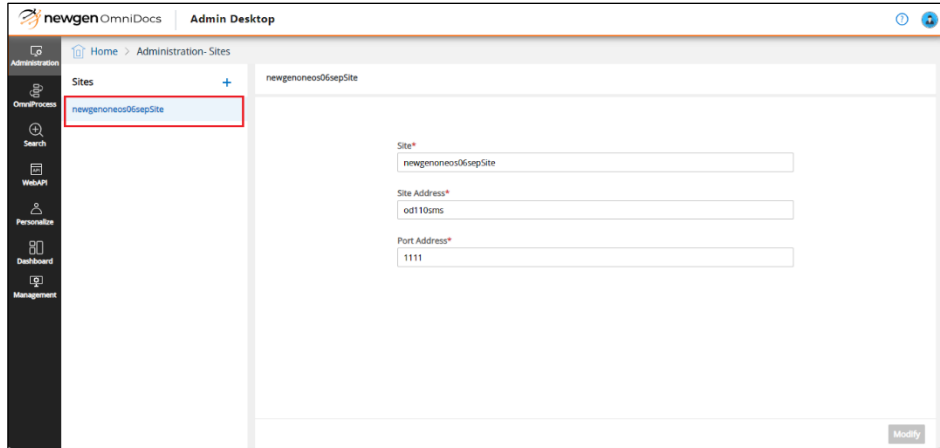 newgen OmniDocs Admin Desktop
Administration
OmniProcess
Search
API
WebAPI
Personalize
Dashboard
Management
Home > Administration- Sites
Sites +
newgenoneos06sepSite
newgenoneos06sepSite
Site*
newgenoneos06sepSite
Site Address*
od110sms
Port Address*
1111
Modify